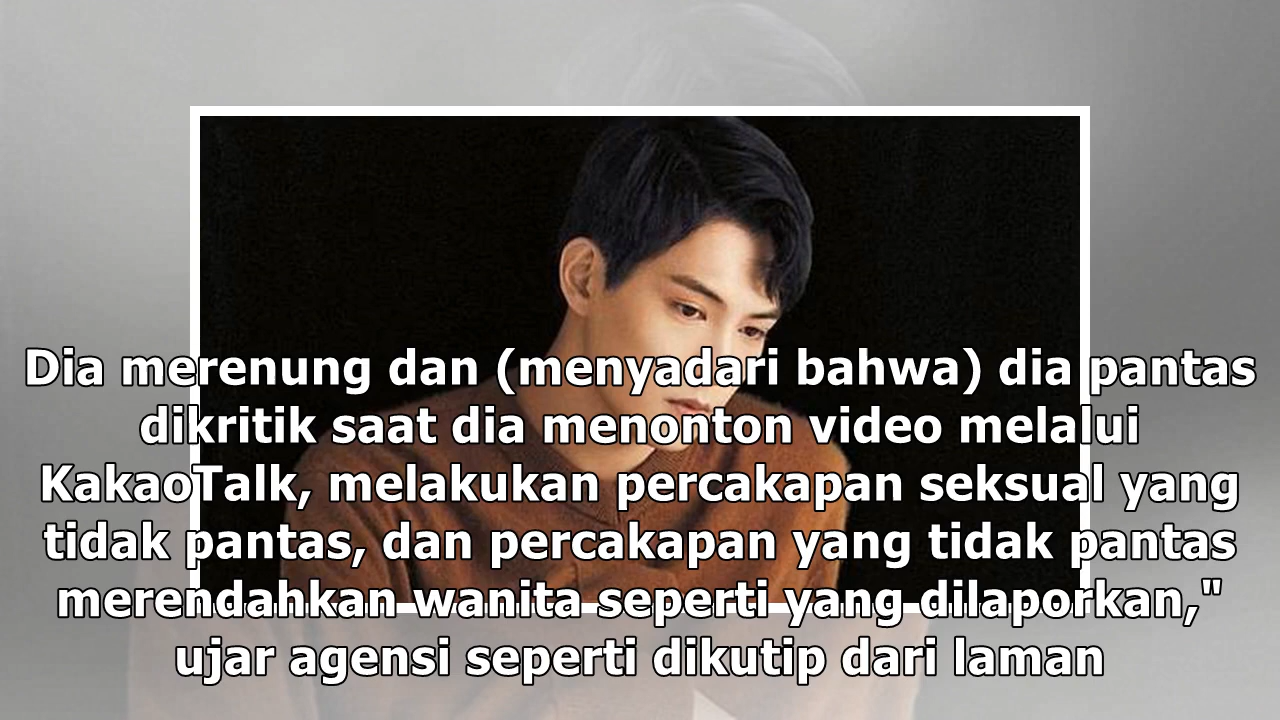 Dia merenung dan (menyadari bahwa) dia pantas
dikritik saat dia menonton video melalui
KakaoTalk, melakukan percakapan seksual yang
tidak pantas, dan percakapan yang tidak pantas
merendahkan wanita seperti yang dilaporkan,"
ujar agensi seperti dikutip dari laman